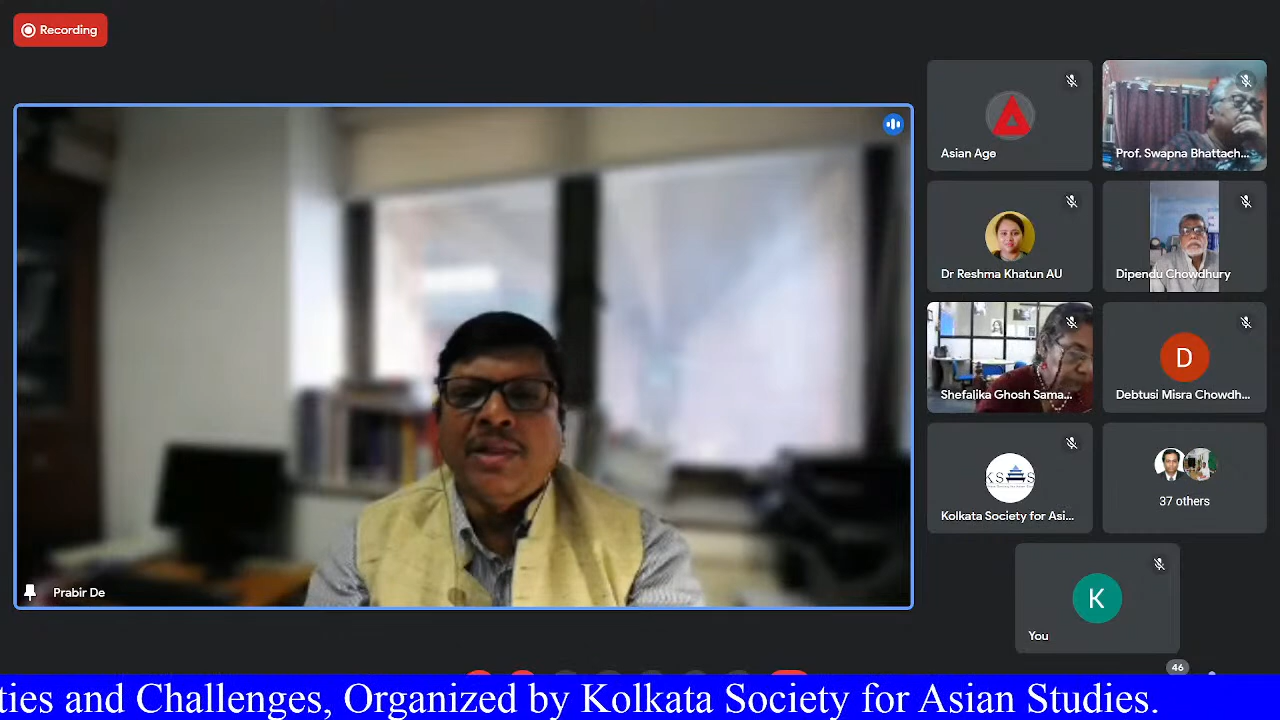 Recording
Asian Age
Prof. Swapna Bhattach...
Dr Reshma Khatun AU
Dipendu Chowdhury
Shefalika Ghosh Sama...
D
Debtusi Misra Chowdh...
KS S
Kolkata Society for Asi...
37 others
Prabir De
K
You
46
ties and Challenges, Organized by Kolkata Society for Asian Studies.